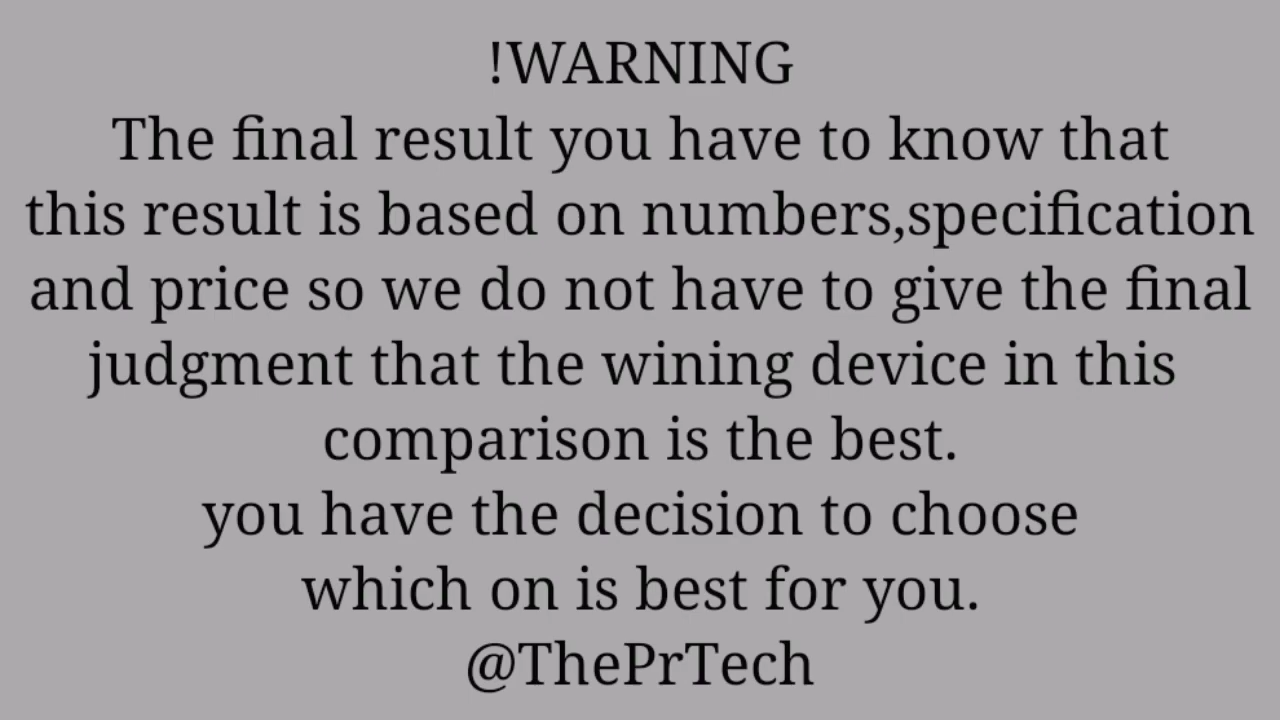 !WARNING
The final result you have to know that
this result is based on numbers,specification
and price so we do not have to give the final
judgment that the wining device in this
comparison is the best.
you have the decision to choose
which on is best for you.
@ThePrTech